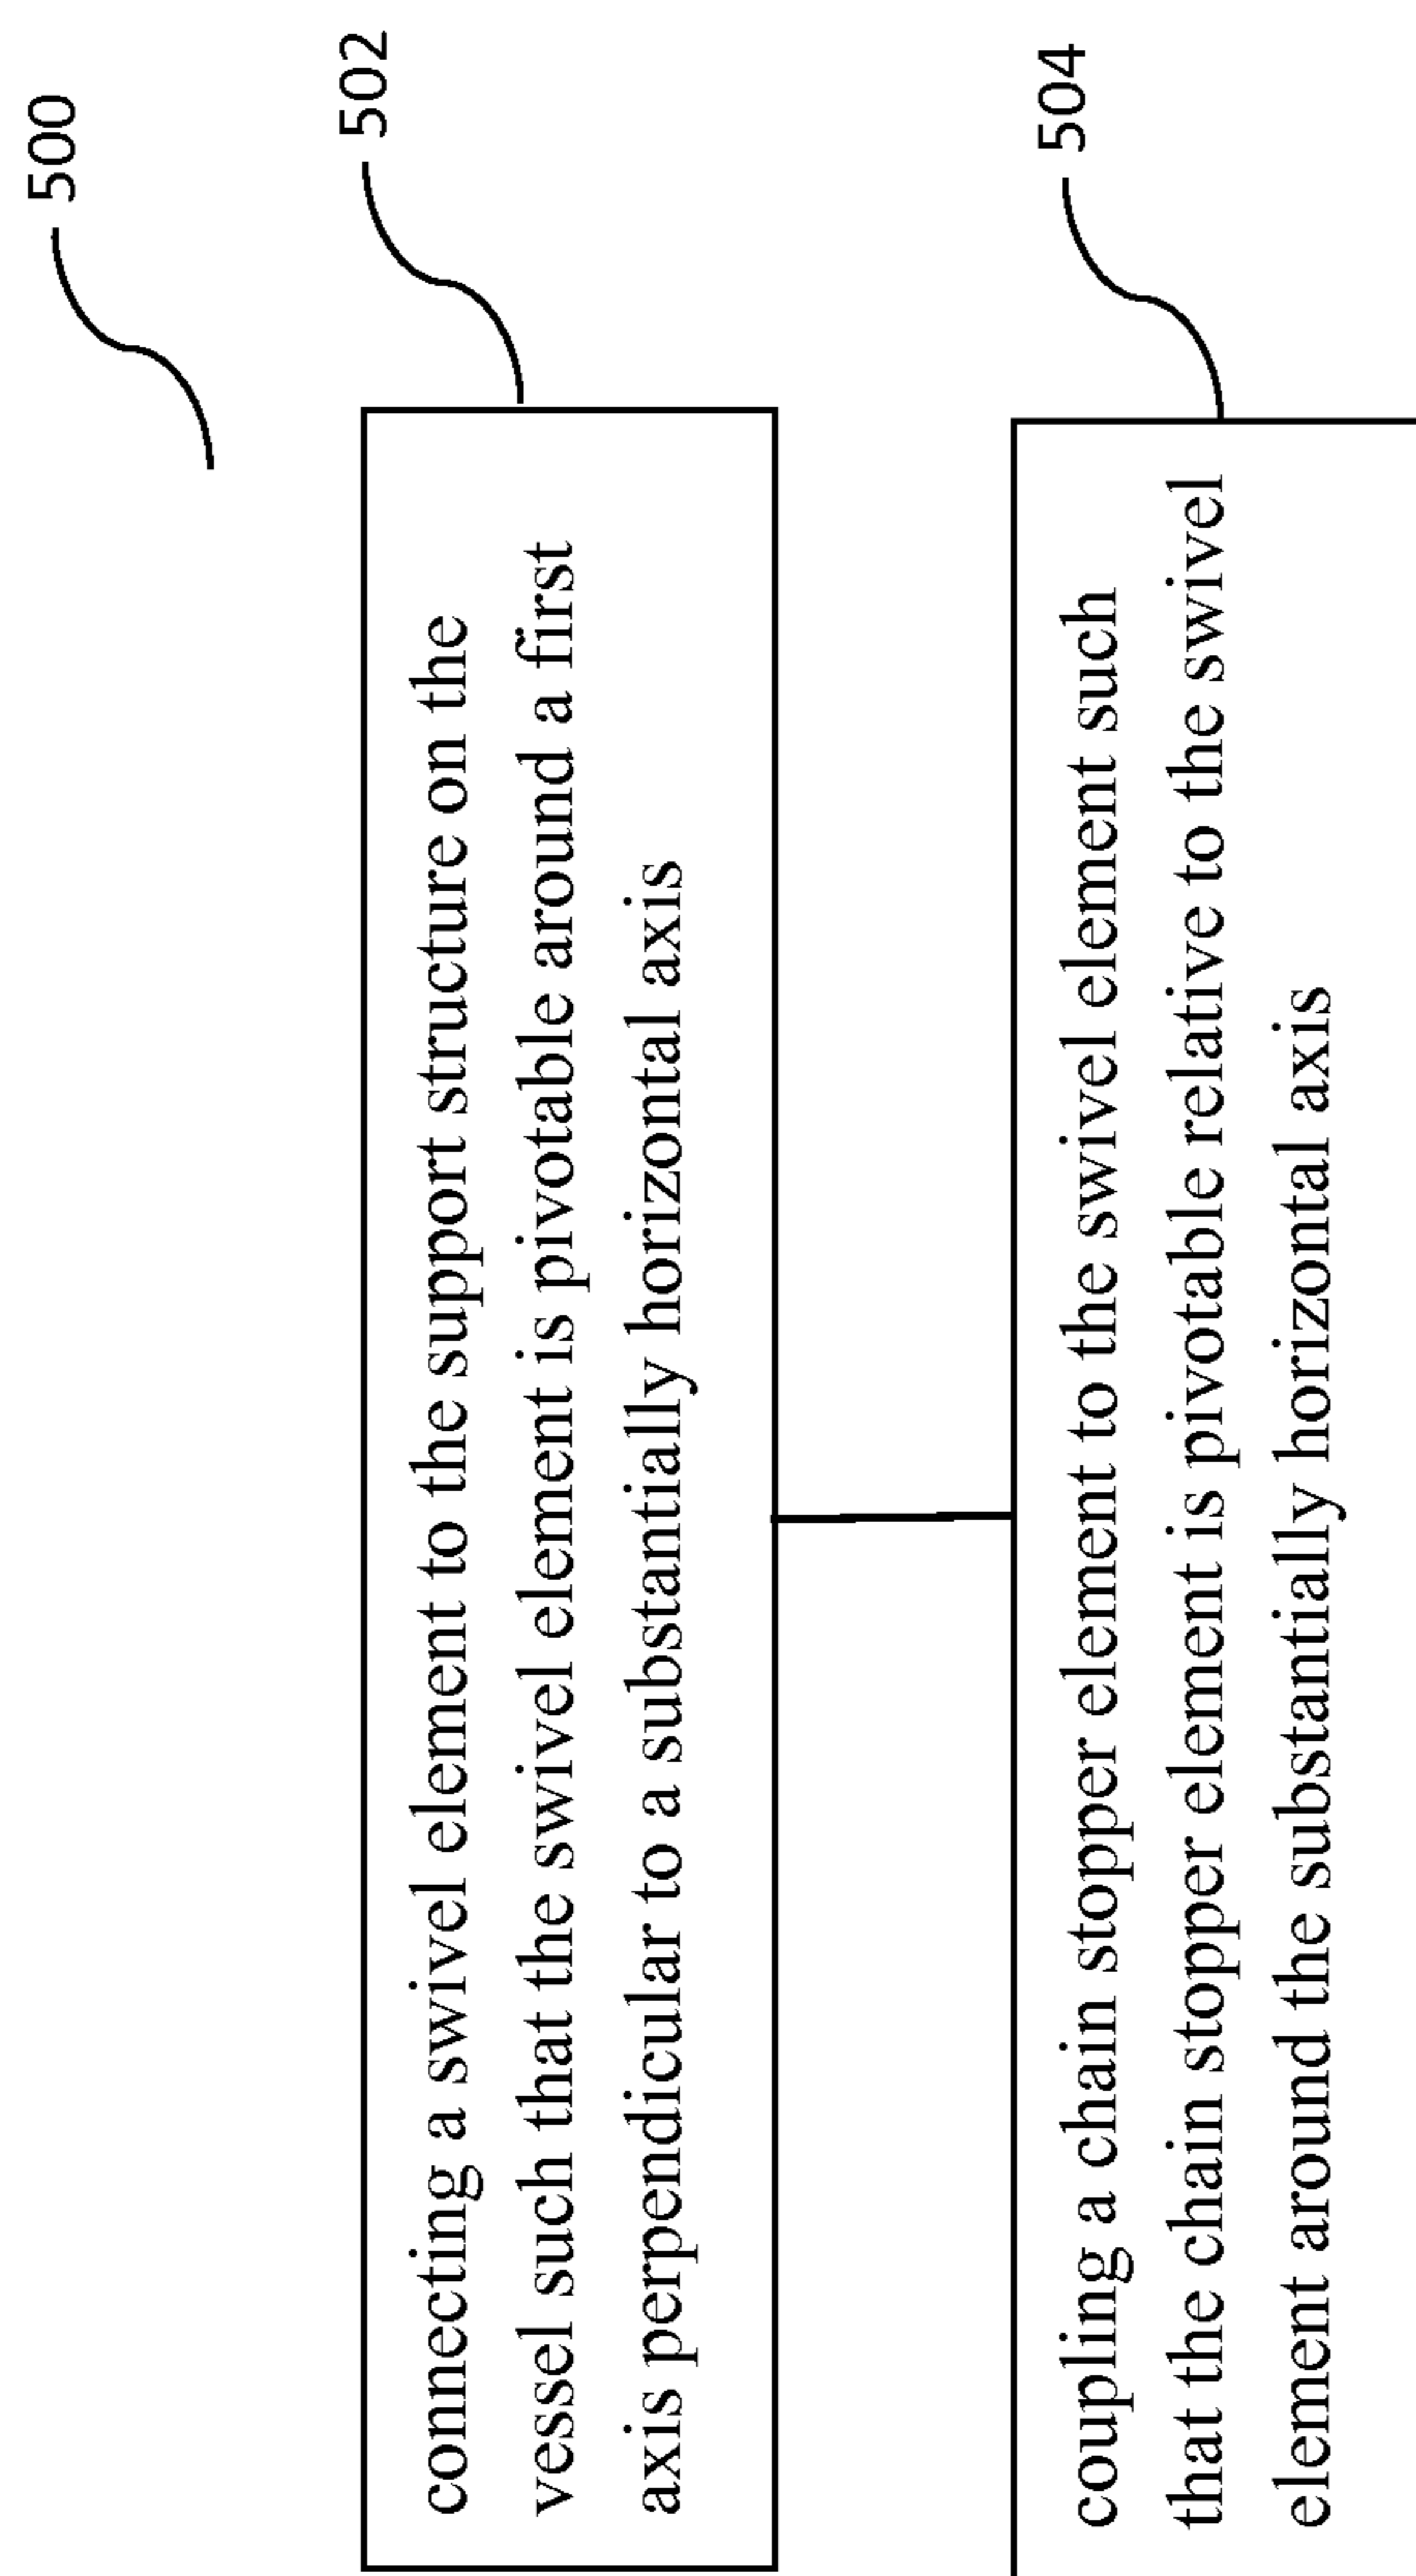 500
502
connecting a swivel element to the support structure on the
vessel such that the swivel element is pivotable around a first
axis perpendicular to a substantially horizontal axis
504
coupling a chain stopper element to the swivel element such
that the chain stopper element is pivotable relative to the swivel
element around the substantially horizontal axis